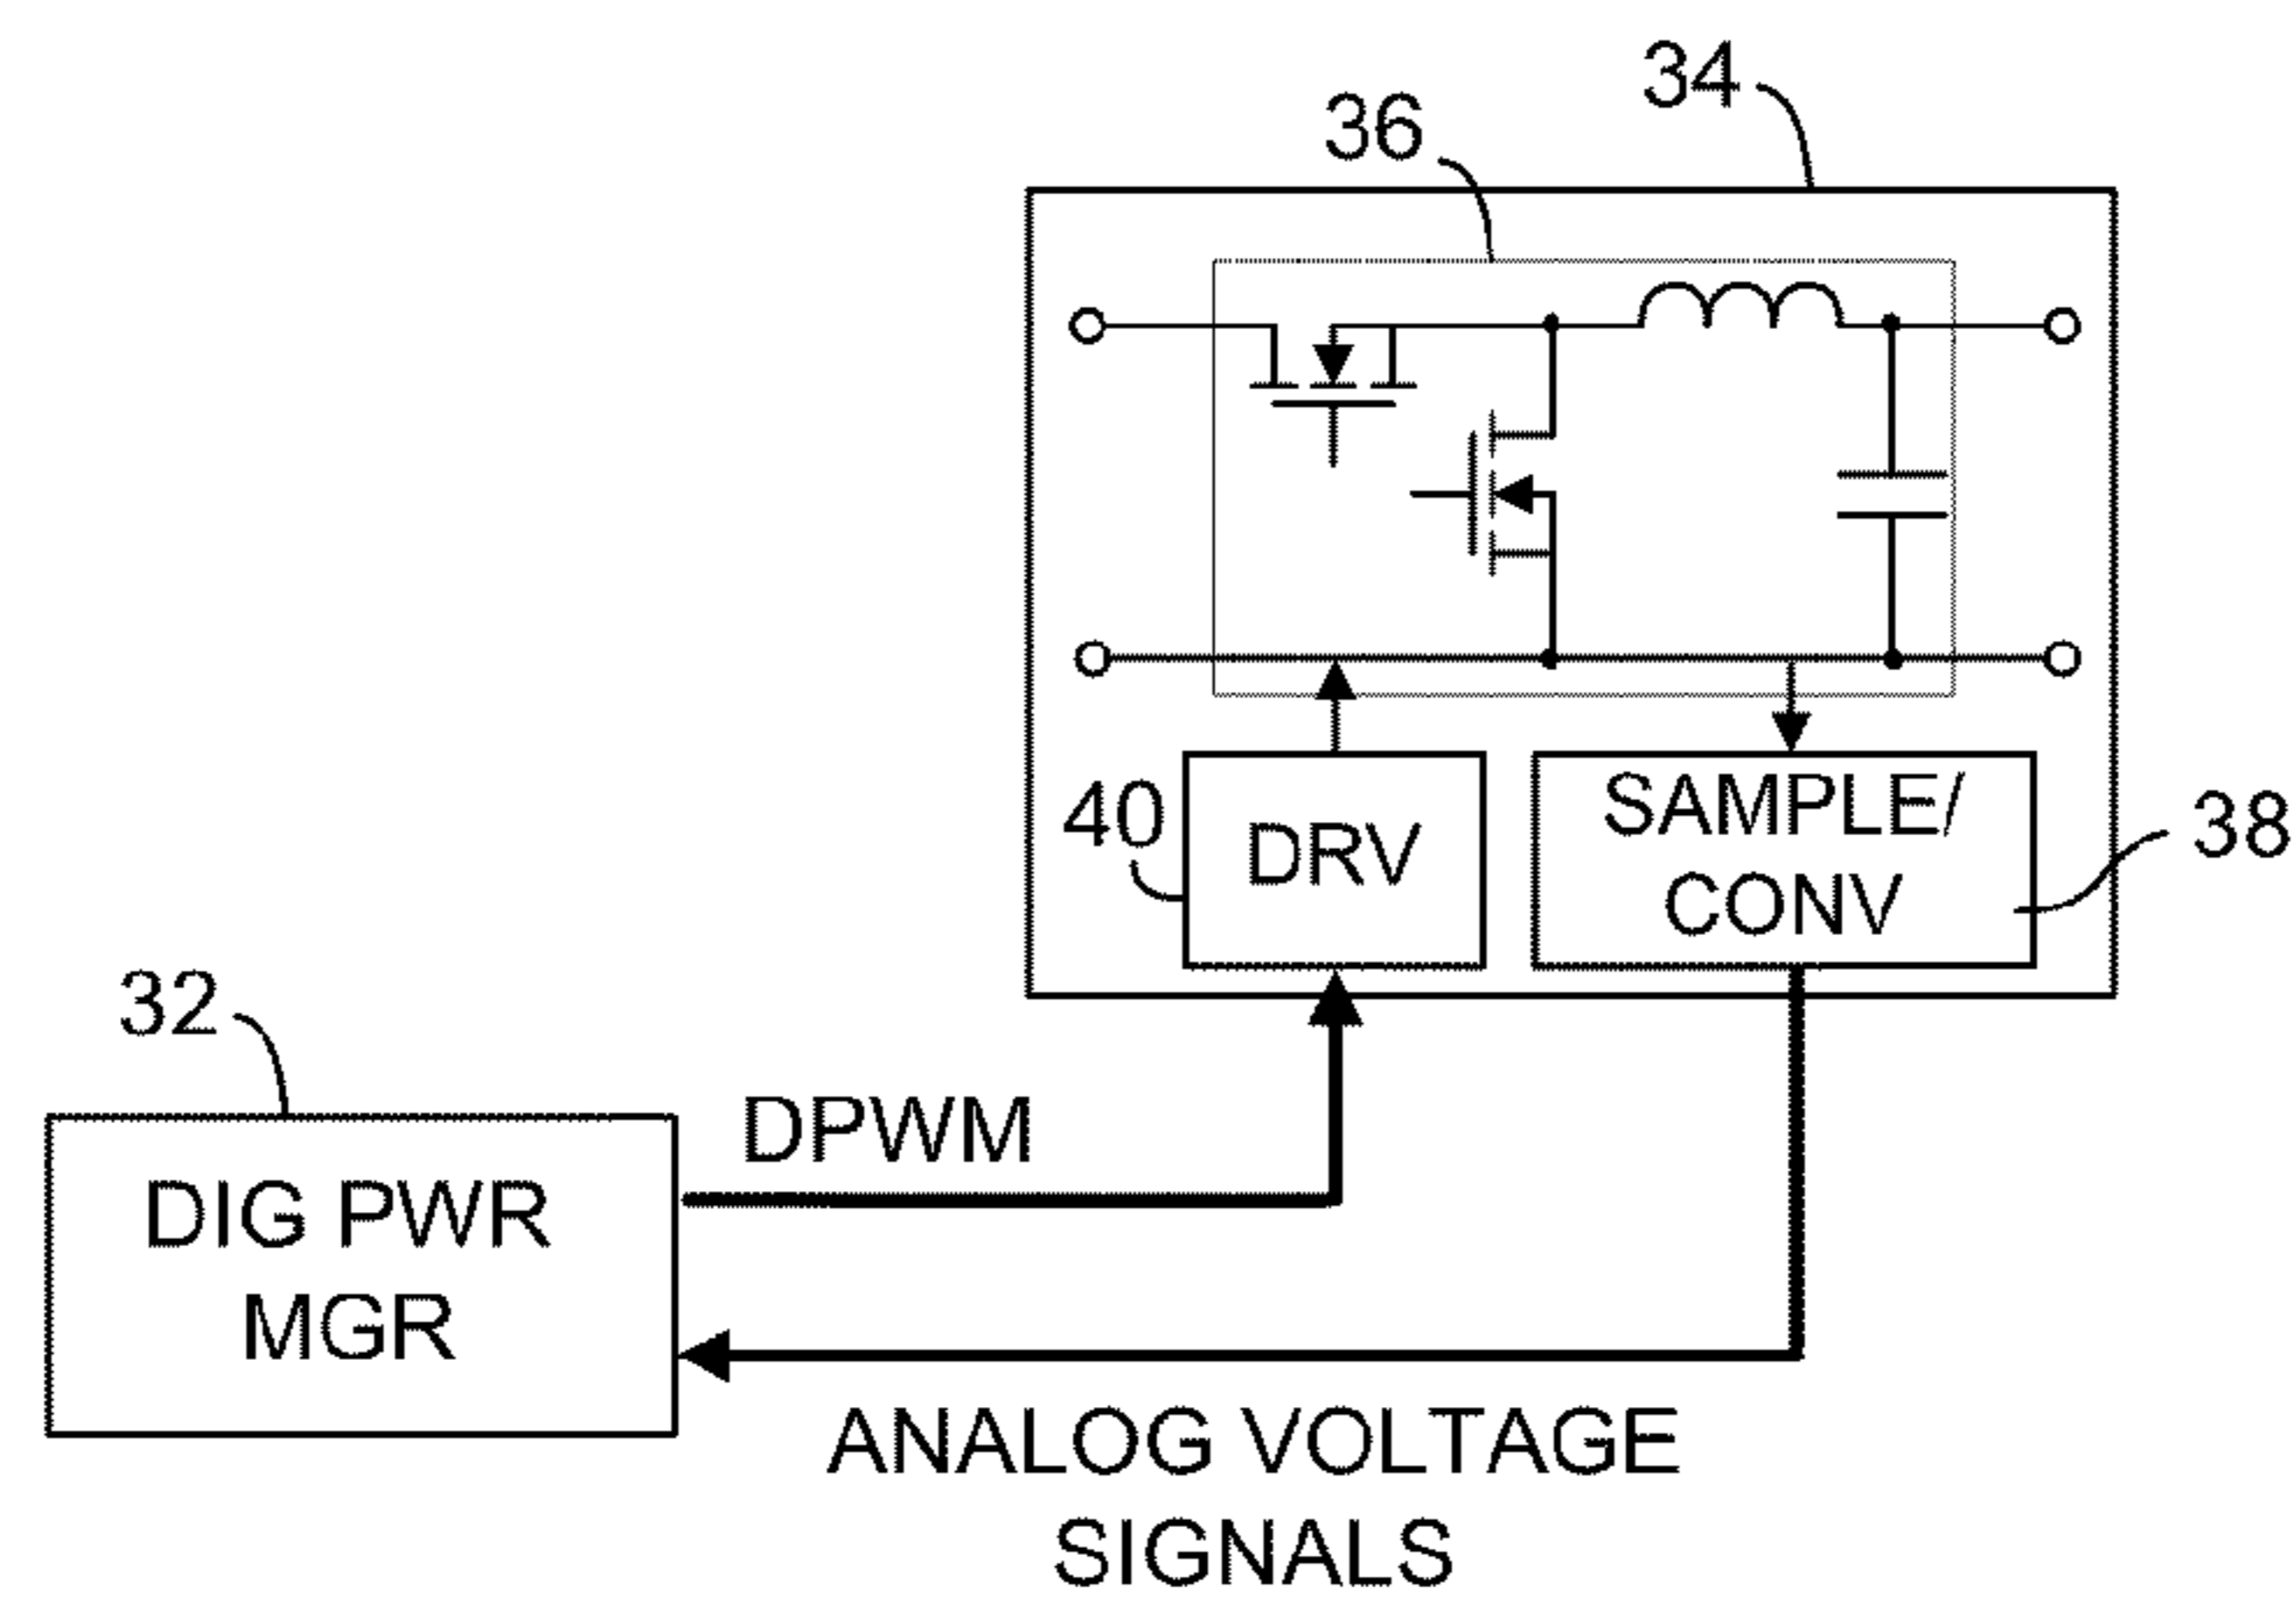 34
36
40
DRV
SAMPLE/
CONV
38
32
DPWM
DIG PWR
MGR
ANALOG VOLTAGE
SIGNALS